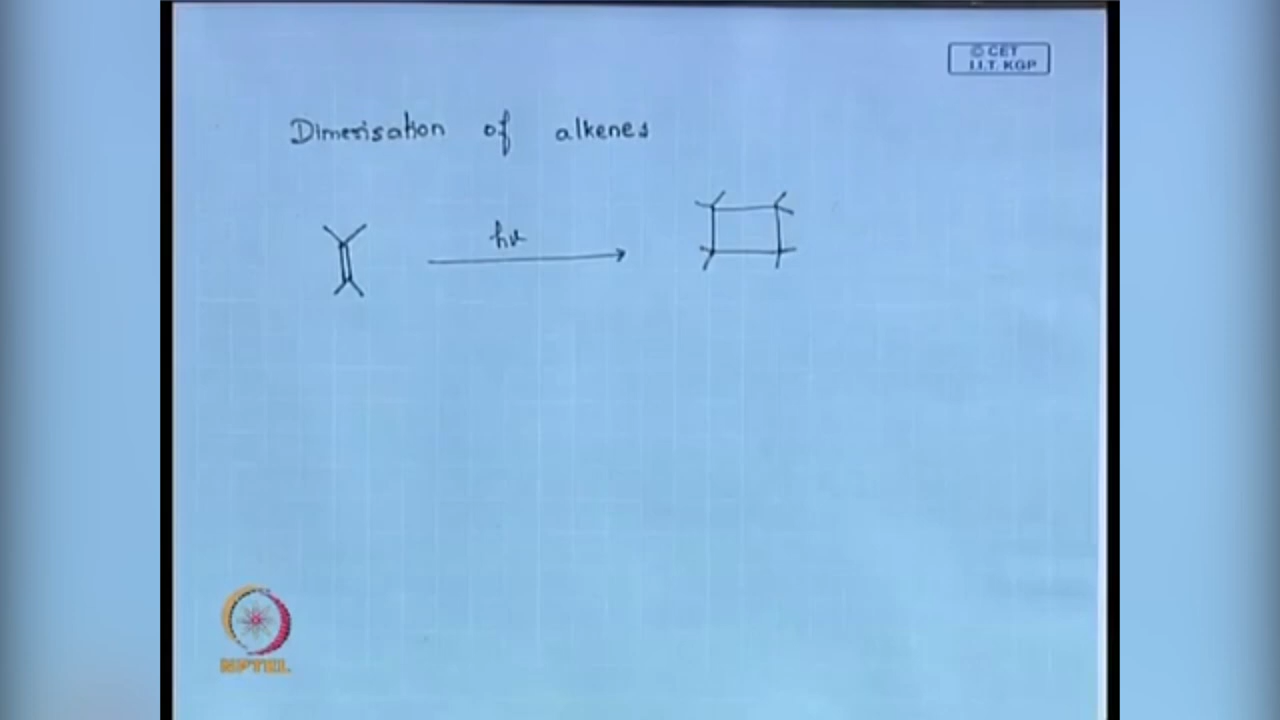 © CET
I.I.T. KGP
Dimerisation of alkenes
hν
NPTEL